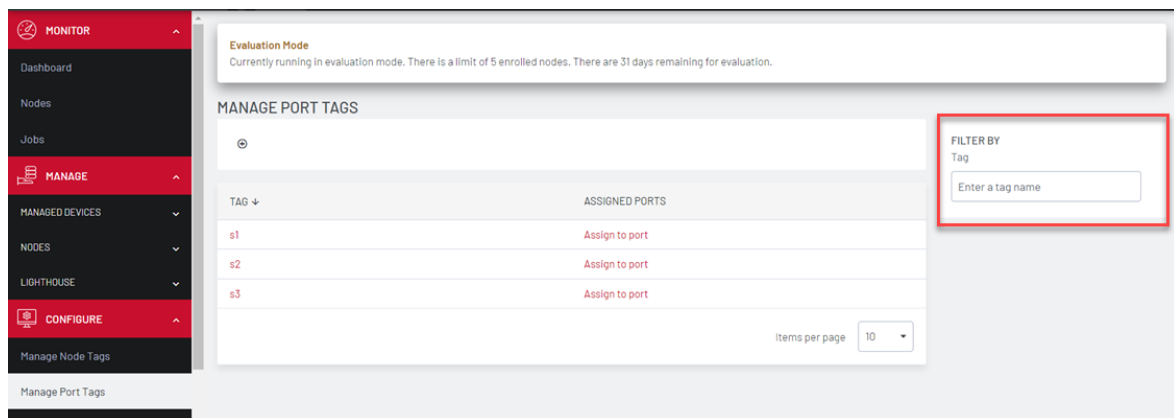 MONITOR
Dashboard
Nodes
Jobs
MANAGE
MANAGED DEVICES
NODES
LIGHTHOUSE
CONFIGURE
Manage Node Tags
Manage Port Tags
Evaluation Mode
Currently running in evaluation mode. There is a limit of 5 enrolled nodes. There are 31 days remaining for evaluation.
MANAGE PORT TAGS
TAG ASSIGNED PORTS
s1 Assign to port
s2 Assign to port
s3 Assign to port
Items per page 10
FILTER BY
Tag
Enter a tag name